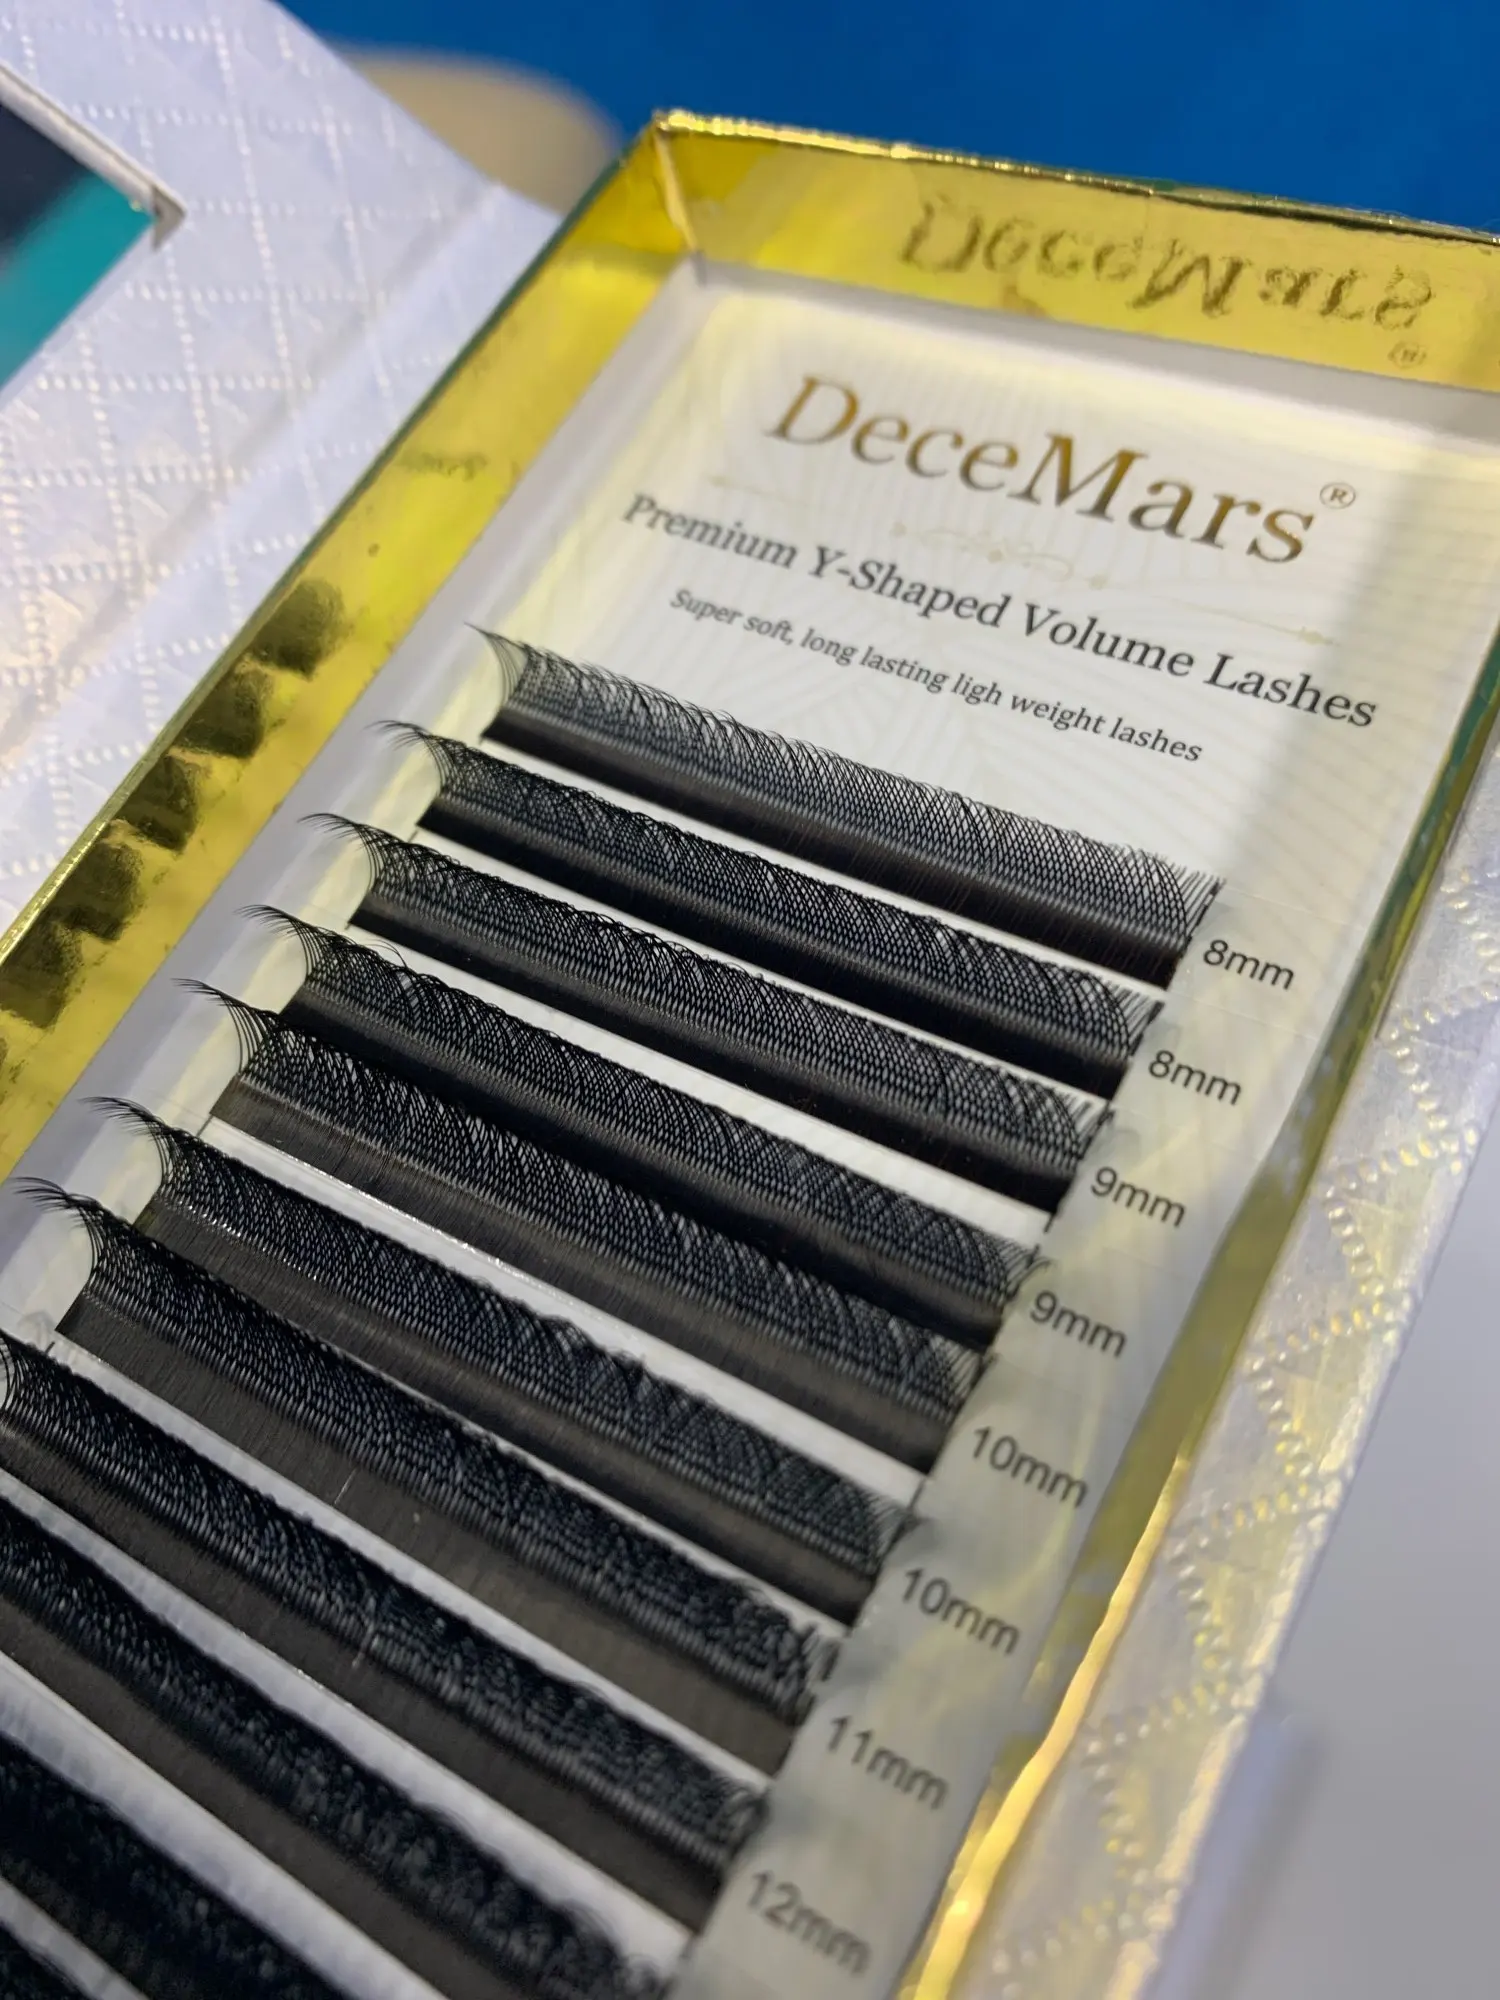 DeceMars®
Premium Y-Shaped Volume Lashes
Super soft, long lasting ligh weight lashes
8mm
8mm
9mm
9mm
10mm
10mm
11mm
12mm